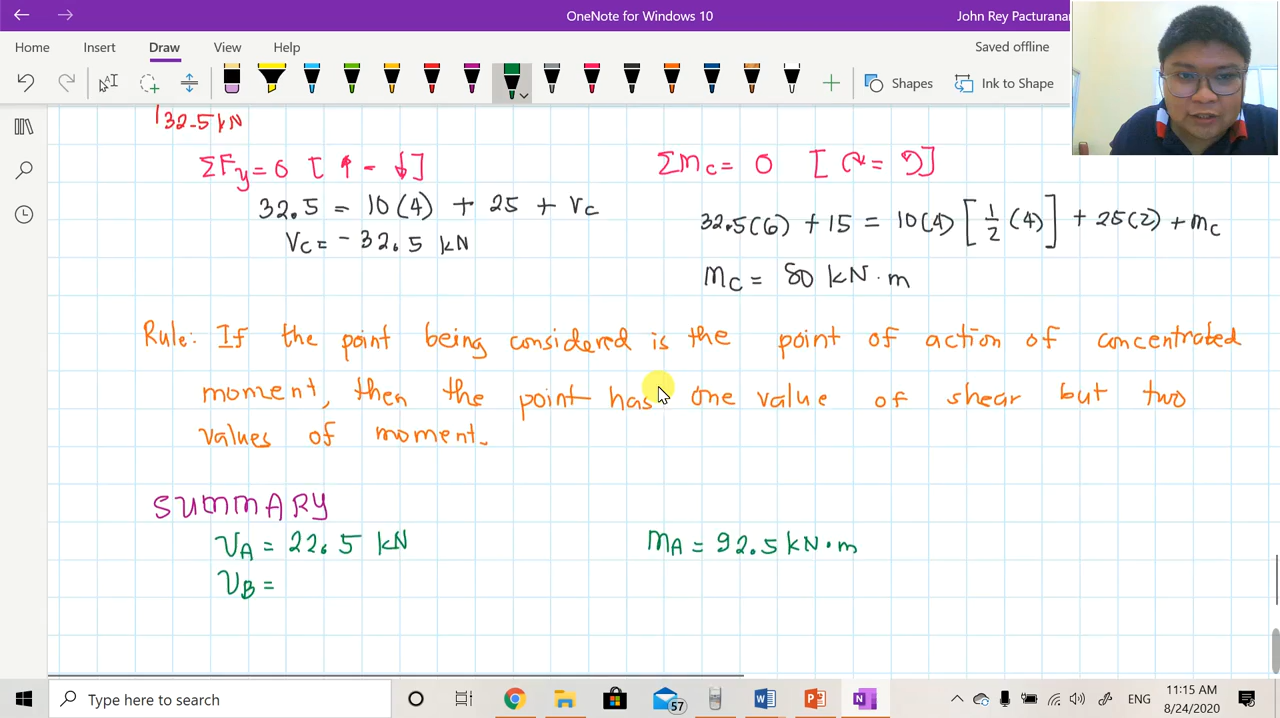 OneNote for Windows 10
John Rey Pacturanan
Home Insert Draw View Help
Saved offline
Shapes
Ink to Shape
32.5 kN
ΣFy = 0 [↑ = ↓]
32.5 = 10(4) + 25 + Vc
Vc = -32.5 kN
ΣMc = 0
32.5(6) + 15 = 10(4)[1/2(4)] + 25(2) + Mc
Mc = 80 kN·m
Rule: If the point being considered is the point of action of concentrated
moment, then the point has one value of shear but two
values of moment.
SUMMARY
VA = 22.5 kN
MA = 92.5 kN·m
VB =
Type here to search
57
ENG
11:15 AM
8/24/2020